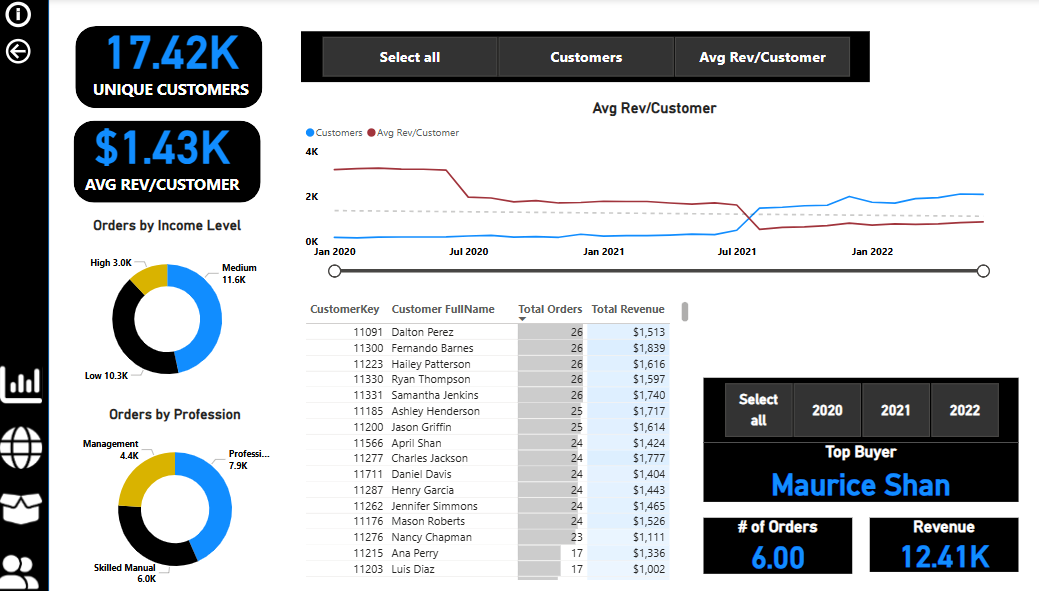 17.42K
UNIQUE CUSTOMERS
$1.43K
AVG REV/CUSTOMER
Select all
Customers
Avg Rev/Customer
Avg Rev/Customer
Customers Avg Rev/Customer
4K
2K
0K
Jan 2020 Jul 2020 Jan 2021 Jul 2021 Jan 2022
Orders by Income Level
High 3.0K
Medium
11.6K
Low 10.3K
Orders by Profession
Management
4.4K
Professi...
7.9K
Skilled Manual
6.0K
CustomerKey Customer FullName Total Orders Total Revenue
11091 Dalton Perez 26 $1,513
11300 Fernando Barnes 26 $1,839
11223 Hailey Patterson 26 $1,616
11330 Ryan Thompson 26 $1,597
11331 Samantha Jenkins 26 $1,740
11185 Ashley Henderson 25 $1,717
11200 Jason Griffin 25 $1,614
11566 April Shan 24 $1,424
11277 Charles Jackson 24 $1,777
11711 Daniel Davis 24 $1,404
11287 Henry Garcia 24 $1,443
11262 Jennifer Simmons 24 $1,465
11176 Mason Roberts 24 $1,526
11276 Nancy Chapman 23 $1,111
11215 Ana Perry 17 $1,336
11203 Luis Diaz 17 $1,002
Select
all
2020
2021
2022
Top Buyer
Maurice Shan
# of Orders
6.00
Revenue
12.41K